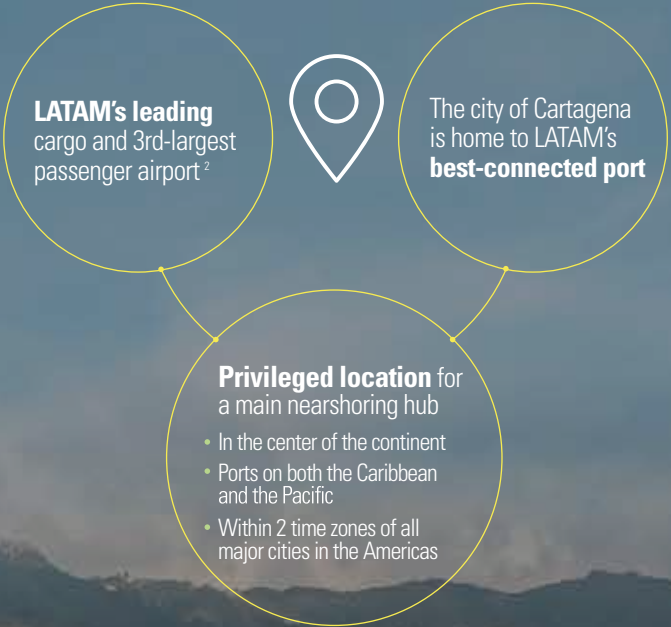 LATAM's leading
cargo and 3rd-largest
passenger airport 2
The city of Cartagena
is home to LATAM's
best-connected port
Privileged location for
a main nearshoring hub
• In the center of the continent
• Ports on both the Caribbean
and the Pacific
• Within 2 time zones of all
major cities in the Americas